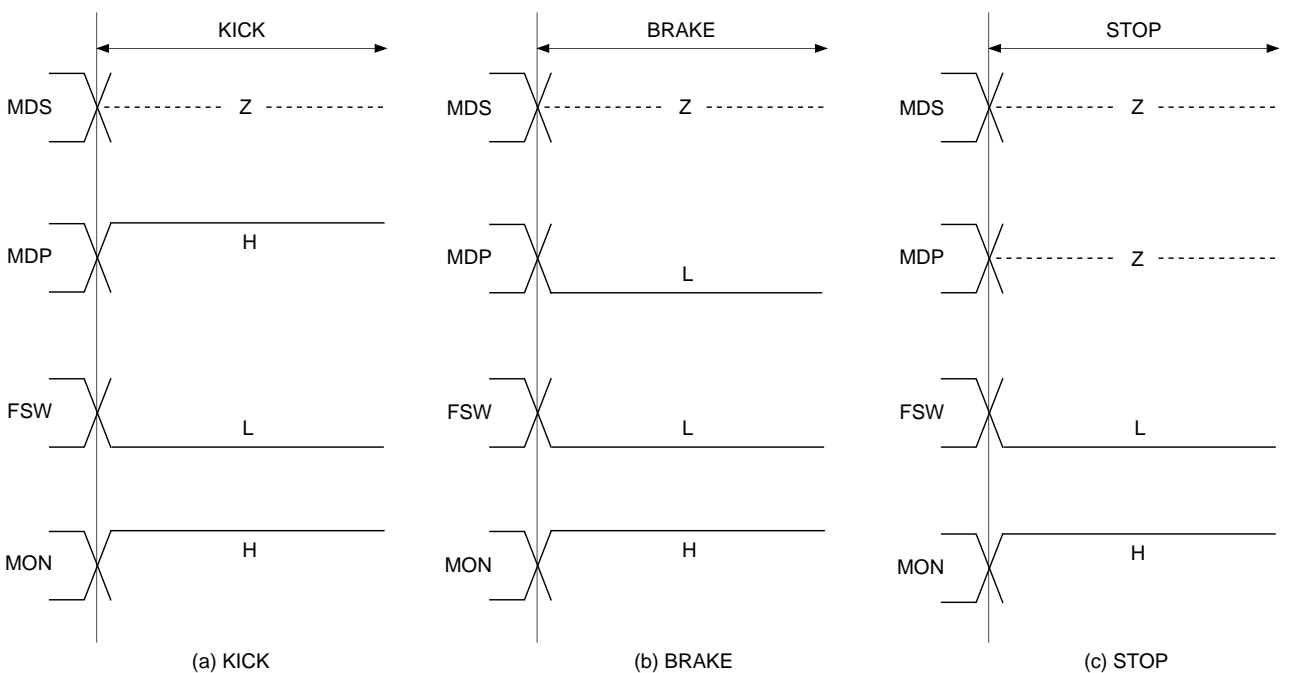 KICK BRAKE STOP
MDS Z MDS Z MDS Z
MDP H MDP L MDP Z
FSW L FSW L FSW L
MON H MON H MON H
(a) KICK (b) BRAKE (c) STOP